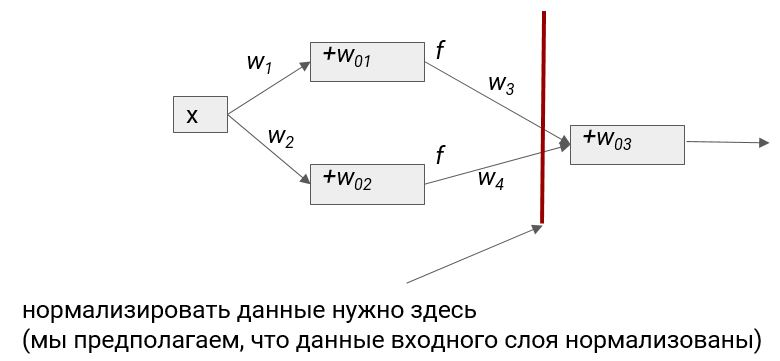 +w01
f
w1
w3
x
w2
+w03
f
+w02
w4
нормализировать данные нужно здесь
(мы предполагаем, что данные входного слоя нормализованы)